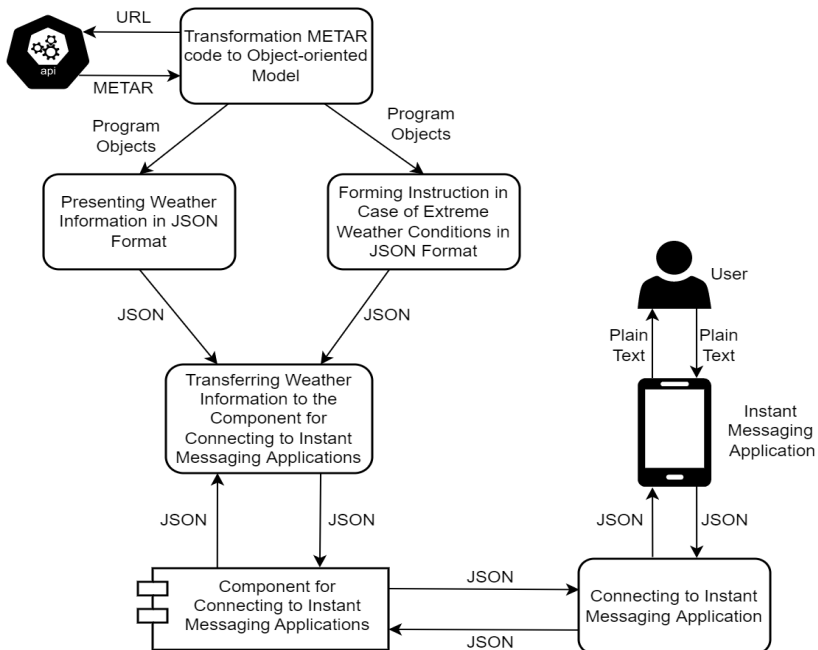 URL
api
METAR
Transformation METAR
code to Object-oriented
Model
Program
Objects
Program
Objects
Presenting Weather
Information in JSON
Format
Forming Instruction in
Case of Extreme
Weather Conditions in
JSON Format
JSON
JSON
User
Plain
Text
Plain
Text
Transferring Weather
Information to the
Component for
Connecting to Instant
Messaging Applications
Instant
Messaging
Application
JSON
JSON
JSON
JSON
Component for
Connecting to Instant
Messaging Applications
JSON
JSON
Connecting to Instant
Messaging Application